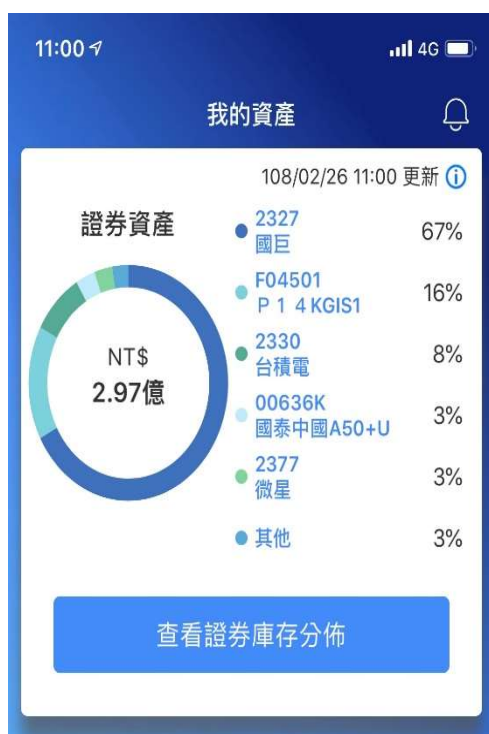 11:00
4G
我的資產
108/02/26 11:00 更新
證券資產
NT$
2.97億
2327
國巨
67%
F04501
Ｐ１４KGIS1
16%
2330
台積電
8%
00636K
國泰中國A50+U
3%
2377
微星
3%
其他
3%
查看證券庫存分佈